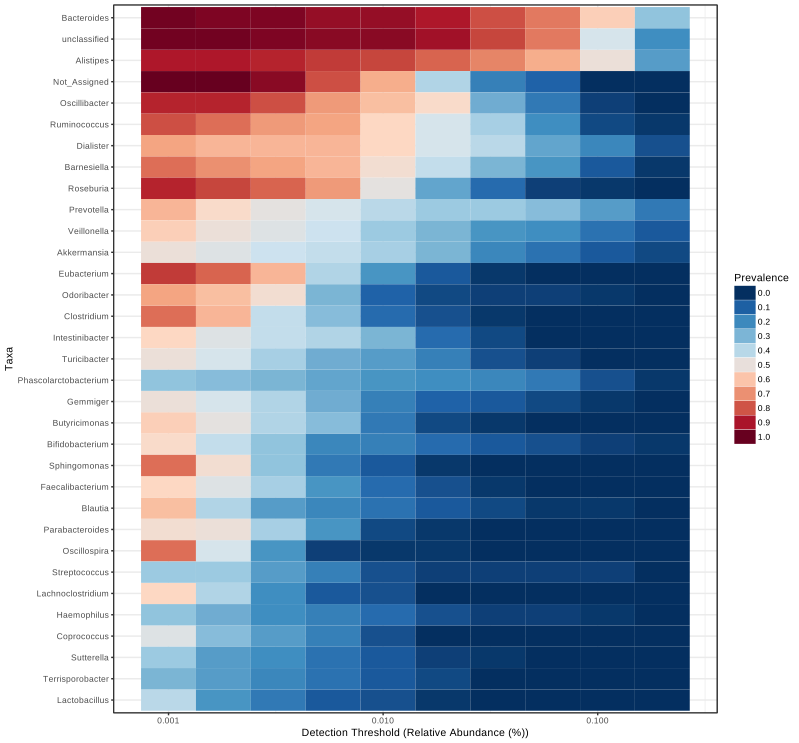 Bacteroides
unclassified
Alistipes
Not_Assigned
Oscillibacter
Ruminococcus
Dialister
Barnesiella
Roseburia
Prevotella
Veillonella
Akkermansia
Eubacterium
Odoribacter
Clostridium
Intestinibacter
Turicibacter
Phascolarctobacterium
Gemmiger
Butyricimonas
Bifidobacterium
Sphingomonas
Faecalibacterium
Blautia
Parabacteroides
Oscillospira
Streptococcus
Lachnoclostridium
Haemophilus
Coprococcus
Sutterella
Terrisporobacter
Lactobacillus
Taxa
0.001 0.010 0.100
Detection Threshold (Relative Abundance (%))
Prevalence
0.0
0.1
0.2
0.3
0.4
0.5
0.6
0.7
0.8
0.9
1.0